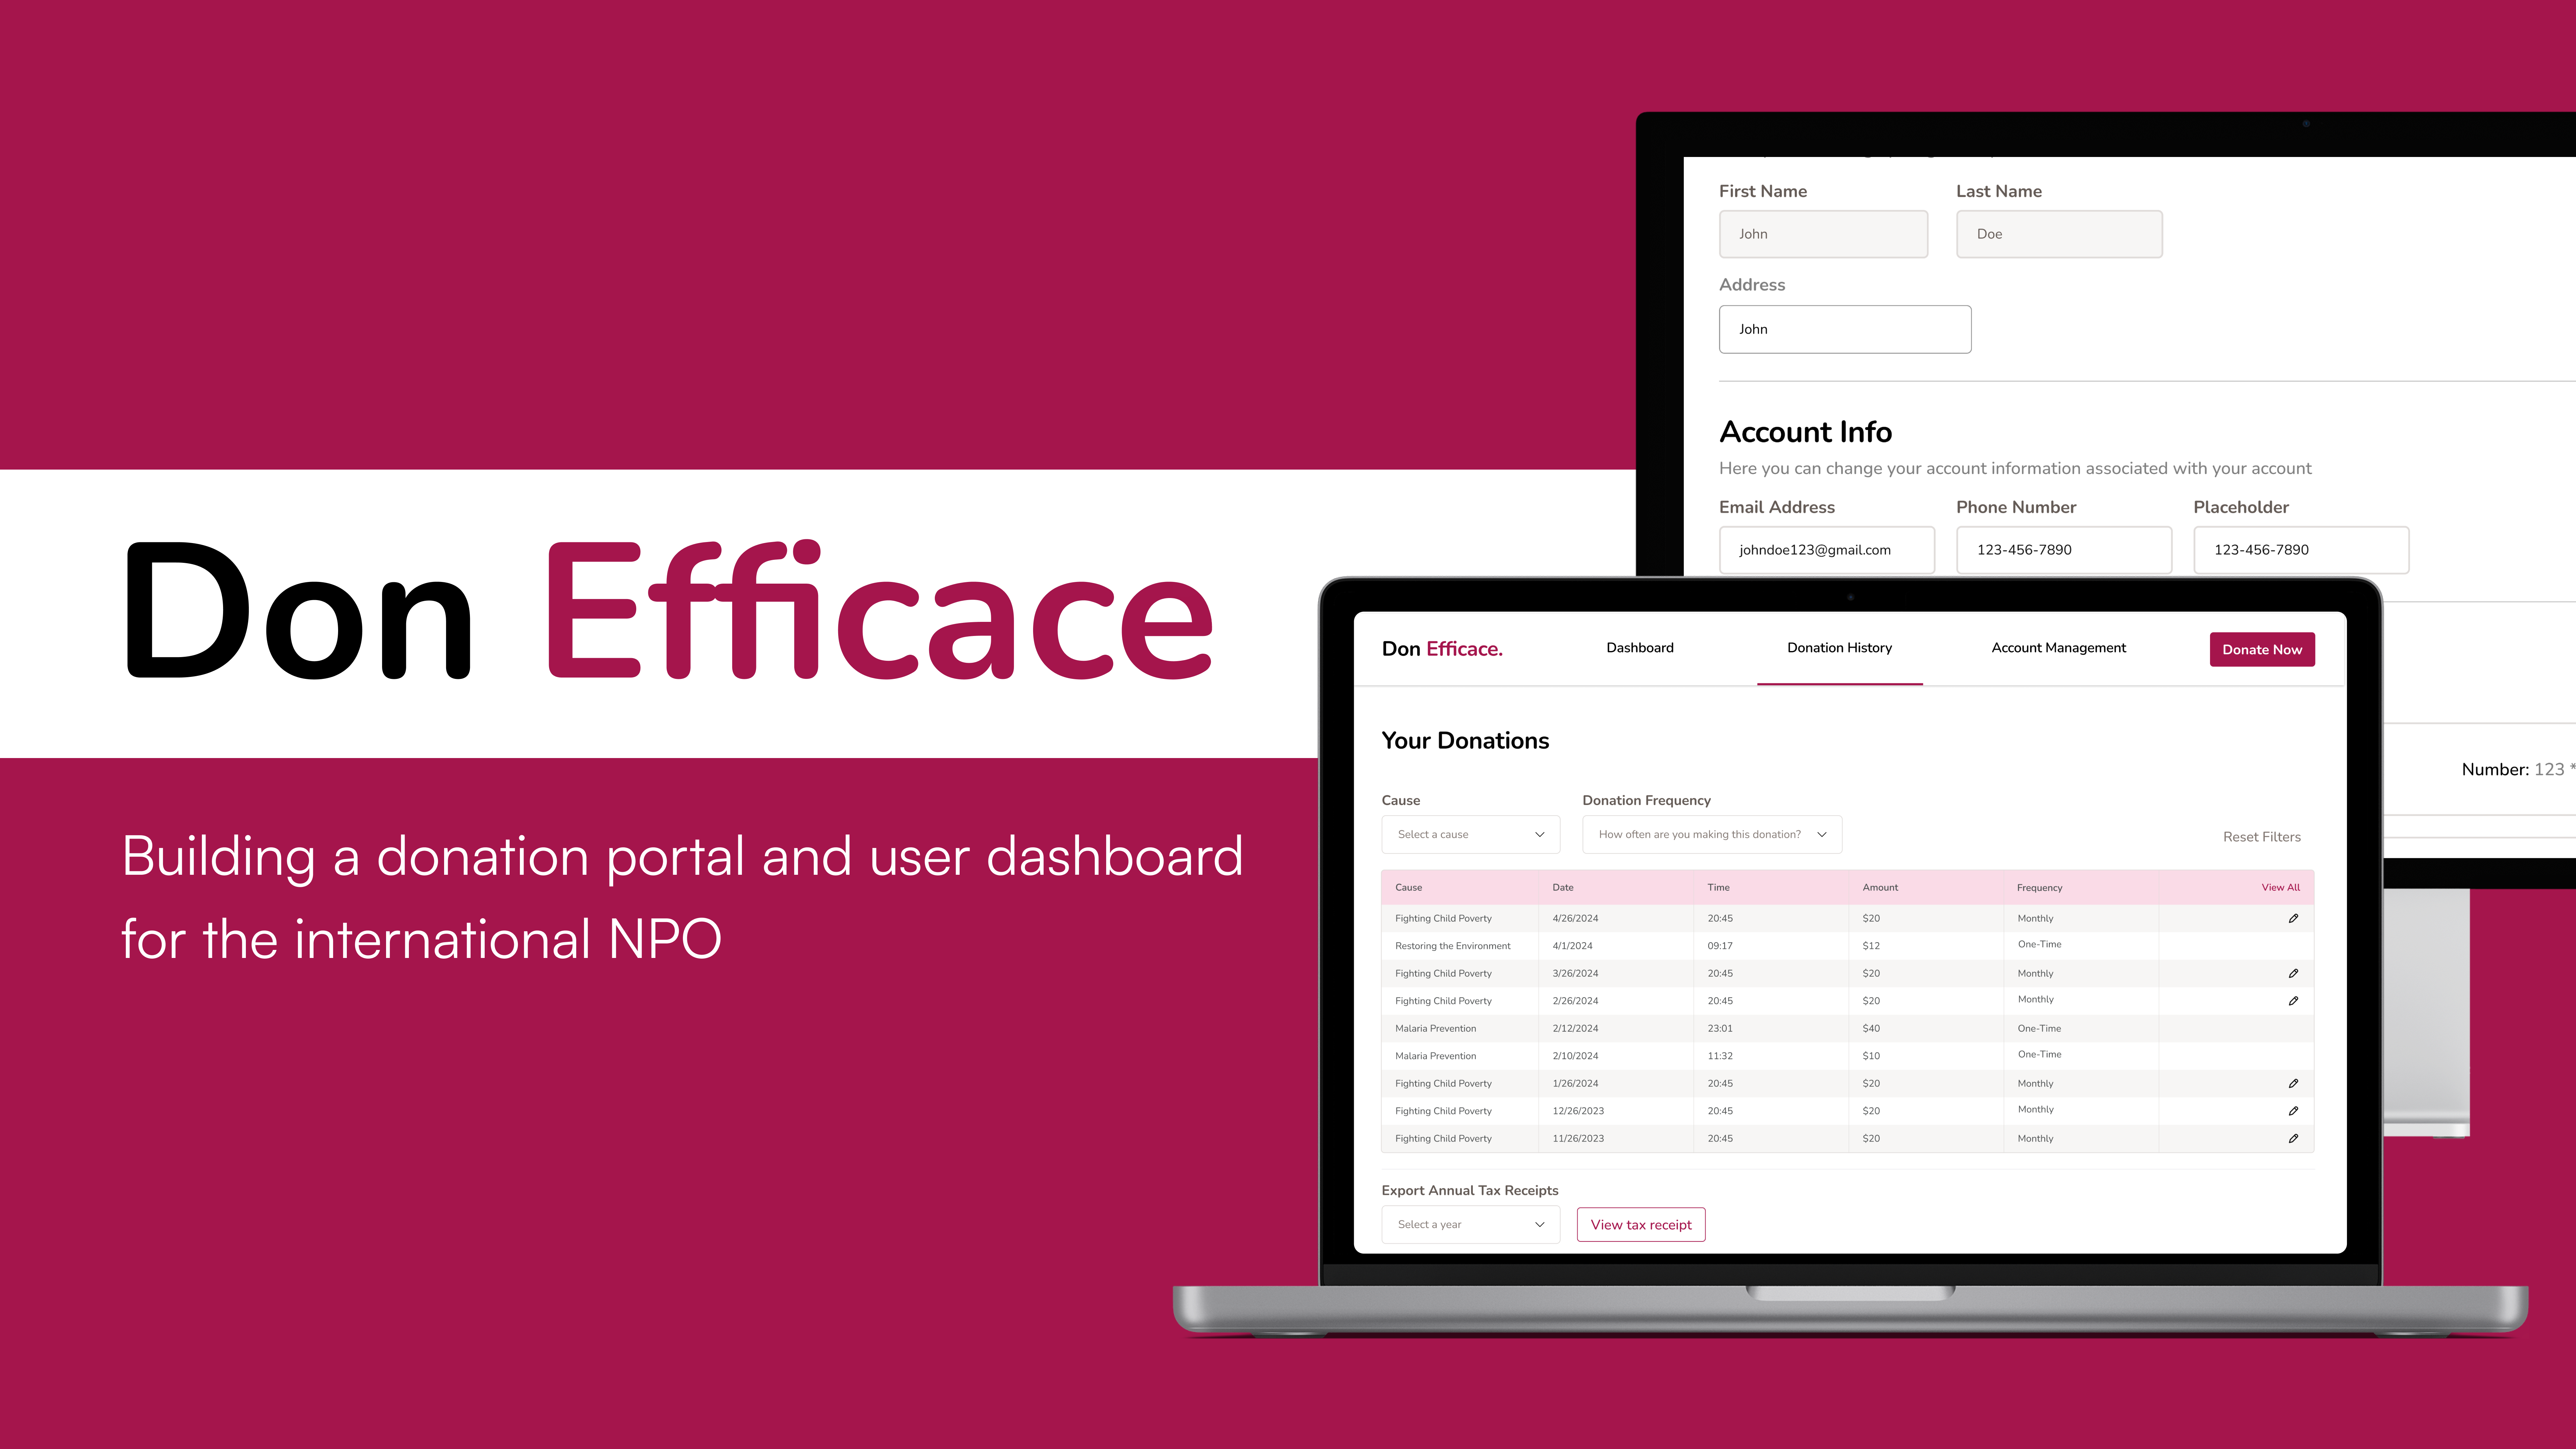 Don Efficace
Building a donation portal and user dashboard
for the international NPO
First Name Last Name
John Doe
Address
John
Account Info
Here you can change your account information associated with your account
Email Address Phone Number Placeholder
johndoe123@gmail.com 123-456-7890 123-456-7890
Number: 123 *
Don Efficace. Dashboard Donation History Account Management Donate Now
Your Donations
Cause Donation Frequency
Select a cause How often are you making this donation? Reset Filters
Cause Date Time Amount Frequency View All
Fighting Child Poverty 4/26/2024 20:45 $20 Monthly
Restoring the Environment 4/1/2024 09:17 $12 One-Time
Fighting Child Poverty 3/26/2024 20:45 $20 Monthly
Fighting Child Poverty 2/26/2024 20:45 $20 Monthly
Malaria Prevention 2/12/2024 23:01 $40 One-Time
Malaria Prevention 2/10/2024 11:32 $10 One-Time
Fighting Child Poverty 1/26/2024 20:45 $20 Monthly
Fighting Child Poverty 12/26/2023 20:45 $20 Monthly
Fighting Child Poverty 11/26/2023 20:45 $20 Monthly
Export Annual Tax Receipts
Select a year View tax receipt